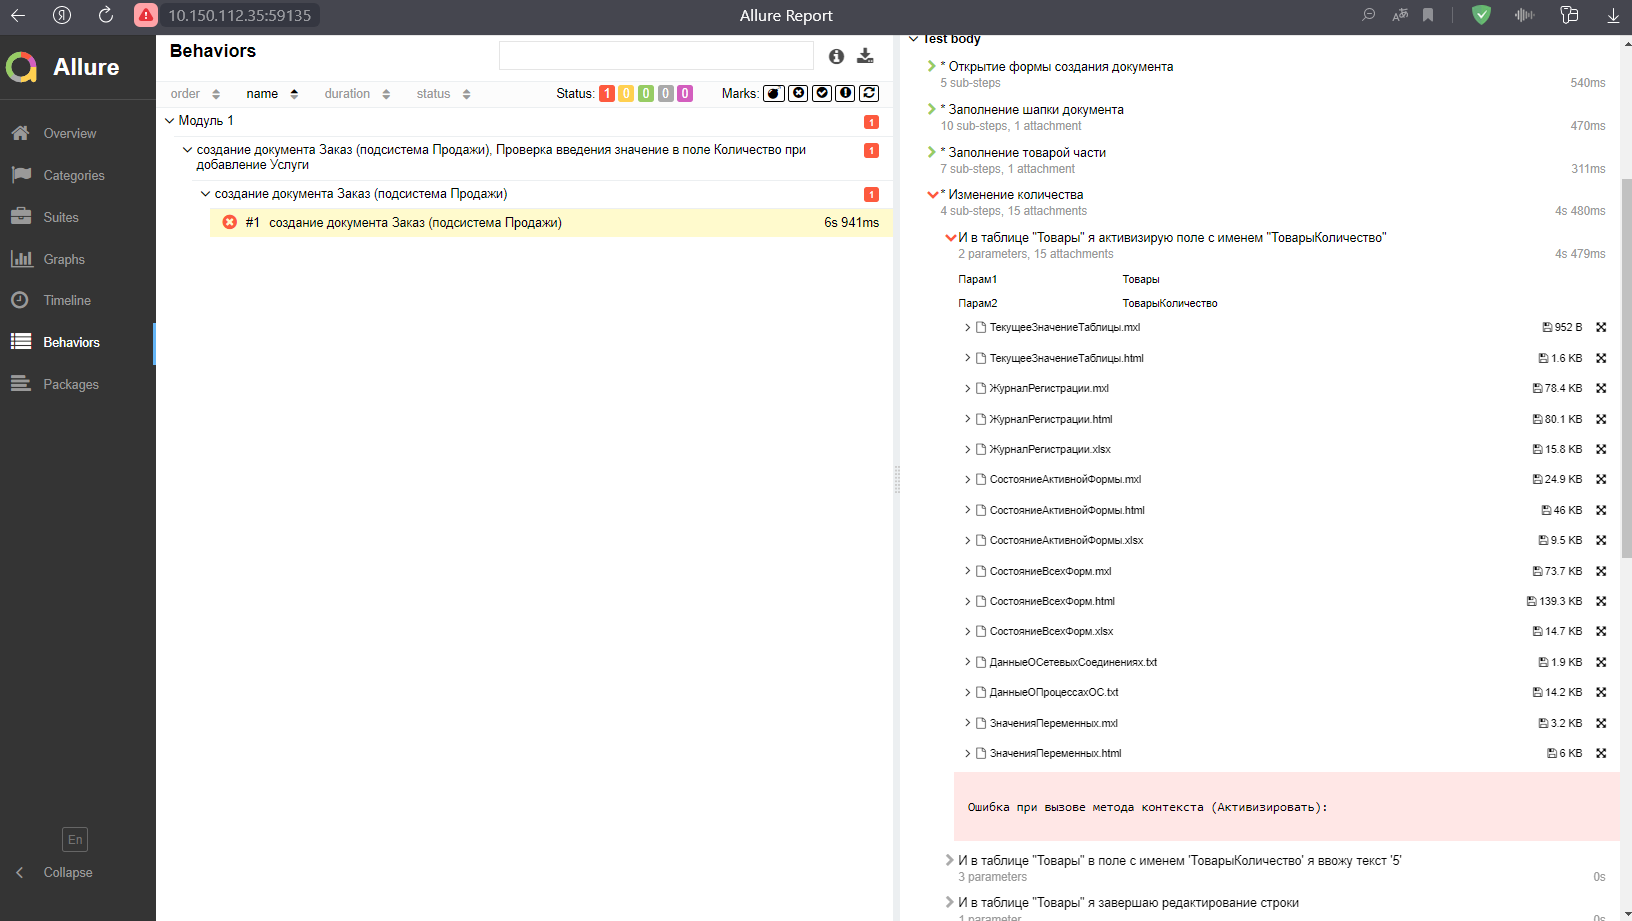 10.150.112.35:59135
Allure Report
Allure
Overview
Categories
Suites
Graphs
Timeline
Behaviors
Packages
En
Collapse
Behaviors
order name duration status Status: 1 0 0 0 0 Marks:
Модуль 1 1
создание документа Заказ (подсистема Продажи), Проверка введения значение в поле Количество при 1
добавление Услуги
создание документа Заказ (подсистема Продажи) 1
#1 создание документа Заказ (подсистема Продажи) 6s 941ms
Test body
* Открытие формы создания документа
5 sub-steps 540ms
* Заполнение шапки документа
10 sub-steps, 1 attachment 470ms
* Заполнение товарой части
7 sub-steps, 1 attachment 311ms
* Изменение количества
4 sub-steps, 15 attachments 4s 480ms
И в таблице "Товары" я активизирую поле с именем "ТоварыКоличество"
2 parameters, 15 attachments 4s 479ms
Парам1 Товары
Парам2 ТоварыКоличество
ТекущееЗначениеТаблицы.mxl 952 B
ТекущееЗначениеТаблицы.html 1.6 KB
ЖурналРегистрации.mxl 78.4 KB
ЖурналРегистрации.html 80.1 KB
ЖурналРегистрации.xlsx 15.8 KB
СостояниеАктивнойФормы.mxl 24.9 KB
СостояниеАктивнойФормы.html 46 KB
СостояниеАктивнойФормы.xlsx 9.5 KB
СостояниеВсехФорм.mxl 73.7 KB
СостояниеВсехФорм.html 139.3 KB
СостояниеВсехФорм.xlsx 14.7 KB
ДанныеОСетевыхСоединениях.txt 1.9 KB
ДанныеОПроцессахОС.txt 14.2 KB
ЗначенияПеременных.mxl 3.2 KB
ЗначенияПеременных.html 6 KB
Ошибка при вызове метода контекста (Активизировать):
И в таблице "Товары" в поле с именем 'ТоварыКоличество' я ввожу текст '5'
3 parameters 0s
И в таблице "Товары" я завершаю редактирование строки
1 parameter 0s